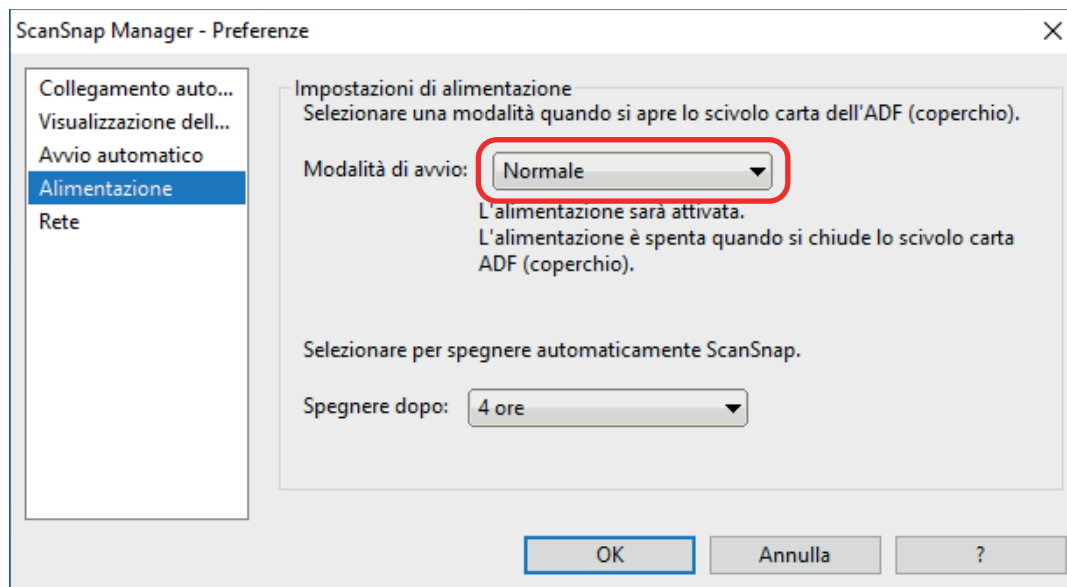 ScanSnap Manager - Preferenze
Collegamento auto...
Visualizzazione dell...
Avvio automatico
Alimentazione
Rete
Impostazioni di alimentazione
Selezionare una modalità quando si apre lo scivolo carta dell'ADF (coperchio).
Modalità di avvio: Normale
L'alimentazione sarà attivata.
L'alimentazione è spenta quando si chiude lo scivolo carta
ADF (coperchio).
Selezionare per spegnere automaticamente ScanSnap.
Spegnere dopo: 4 ore
OK Annulla ?